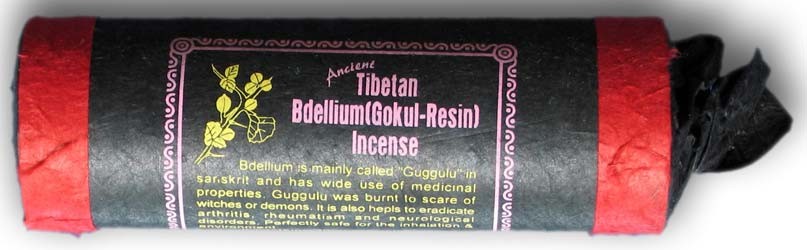 Ancient
Tibetan
Bdellium(Gokul-Resin)
Incense
Bdellium is mainly called "Guggulu" in
sanskrit and has wide use of medicinal
properties. Guggulu was burnt to scare of
witches or demons. It is also hepls to eradicate
arthritis, rheumatism and neurological
disorders. Perfectly safe for the inhalation &
environment